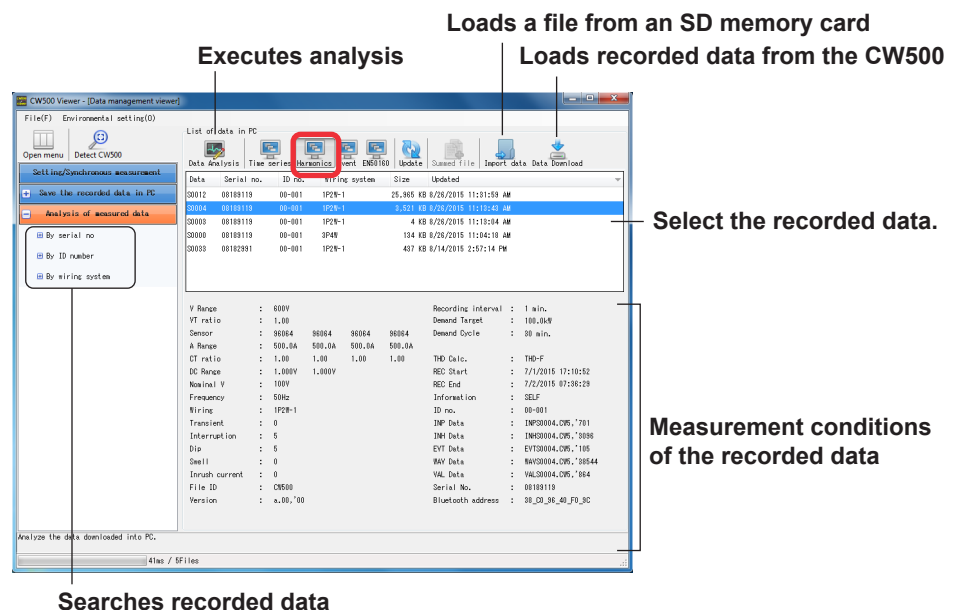 Loads a file from an SD memory card
Executes analysis
Loads recorded data from the CW500
CW500 Viewer - [Data management viewer]
File(F) Environmental setting(O)
Open menu Detect CW500
List of data in PC
Data Analysis Time series Harmonics Event EN50160 Update Summed file Import data Data Download
Setting/Synchronous measurement
Save the recorded data in PC
Analysis of measured data
By serial no
By ID number
By wiring system
Data Serial no. ID no. Wiring system Size Updated
S0012 08189119 00-001 1P2W-1 25,965 KB 8/26/2015 11:31:59 AM
S0004 08189119 00-001 1P2W-1 3,521 KB 8/26/2015 11:13:43 AM
S0003 08189119 00-001 1P2W-1 4 KB 8/26/2015 11:13:04 AM
S0000 08189119 00-001 3P4W 134 KB 8/26/2015 11:04:18 AM
S0033 08182991 00-001 1P2W-1 437 KB 8/14/2015 2:57:14 PM
Select the recorded data.
V Range : 600V Recording interval : 1 min.
VT ratio : 1.00 Demand Target : 100.0kW
Sensor : 96064 96064 96064 96064 Demand Cycle : 30 min.
A Range : 500.0A 500.0A 500.0A 500.0A
CT ratio : 1.00 1.00 1.00 1.00 THD Calc. : THD-F
DC Range : 1.000V 1.000V REC Start : 7/1/2015 17:10:52
Nominal V : 100V REC End : 7/2/2015 07:36:29
Frequency : 50Hz Information : SELF
Wiring : 1P2W-1 ID no. : 00-001
Transient : 0 INP Data : INPS0004.CW5,'701
Interruption : 5 INH Data : INHS0004.CW5,'3096
Dip : 5 EVT Data : EVTS0004.CW5,'105
Swell : 0 WAV Data : WAVS0004.CW5,'38544
Inrush current : 0 VAL Data : VALS0004.CW5,'864
File ID : CW500 Serial No. : 08189119
Version : a.00,'00 Bluetooth address : 30_C0_96_40_F0_9C
Measurement conditions
of the recorded data
Analyze the data downloaded into PC.
41ms / 5Files
Searches recorded data